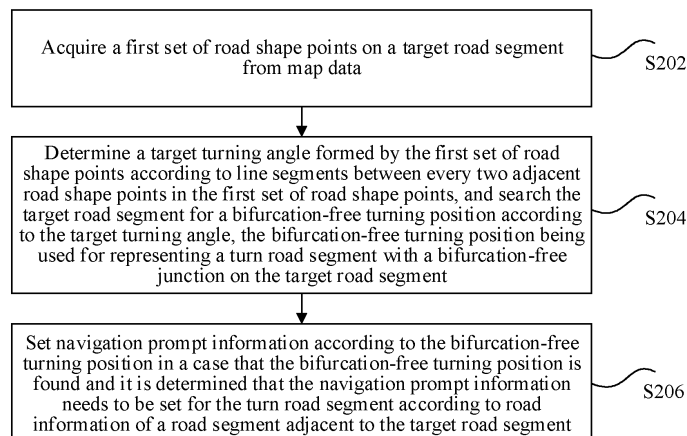 Acquire a first set of road shape points on a target road segment
from map data
S202
Determine a target turning angle formed by the first set of road
shape points according to line segments between every two adjacent
road shape points in the first set of road shape points, and search the
target road segment for a bifurcation-free turning position according
to the target turning angle, the bifurcation-free turning position being
used for representing a turn road segment with a bifurcation-free
junction on the target road segment
S204
Set navigation prompt information according to the bifurcation-free
turning position in a case that the bifurcation-free turning position is
found and it is determined that the navigation prompt information
needs to be set for the turn road segment according to road
information of a road segment adjacent to the target road segment
S206